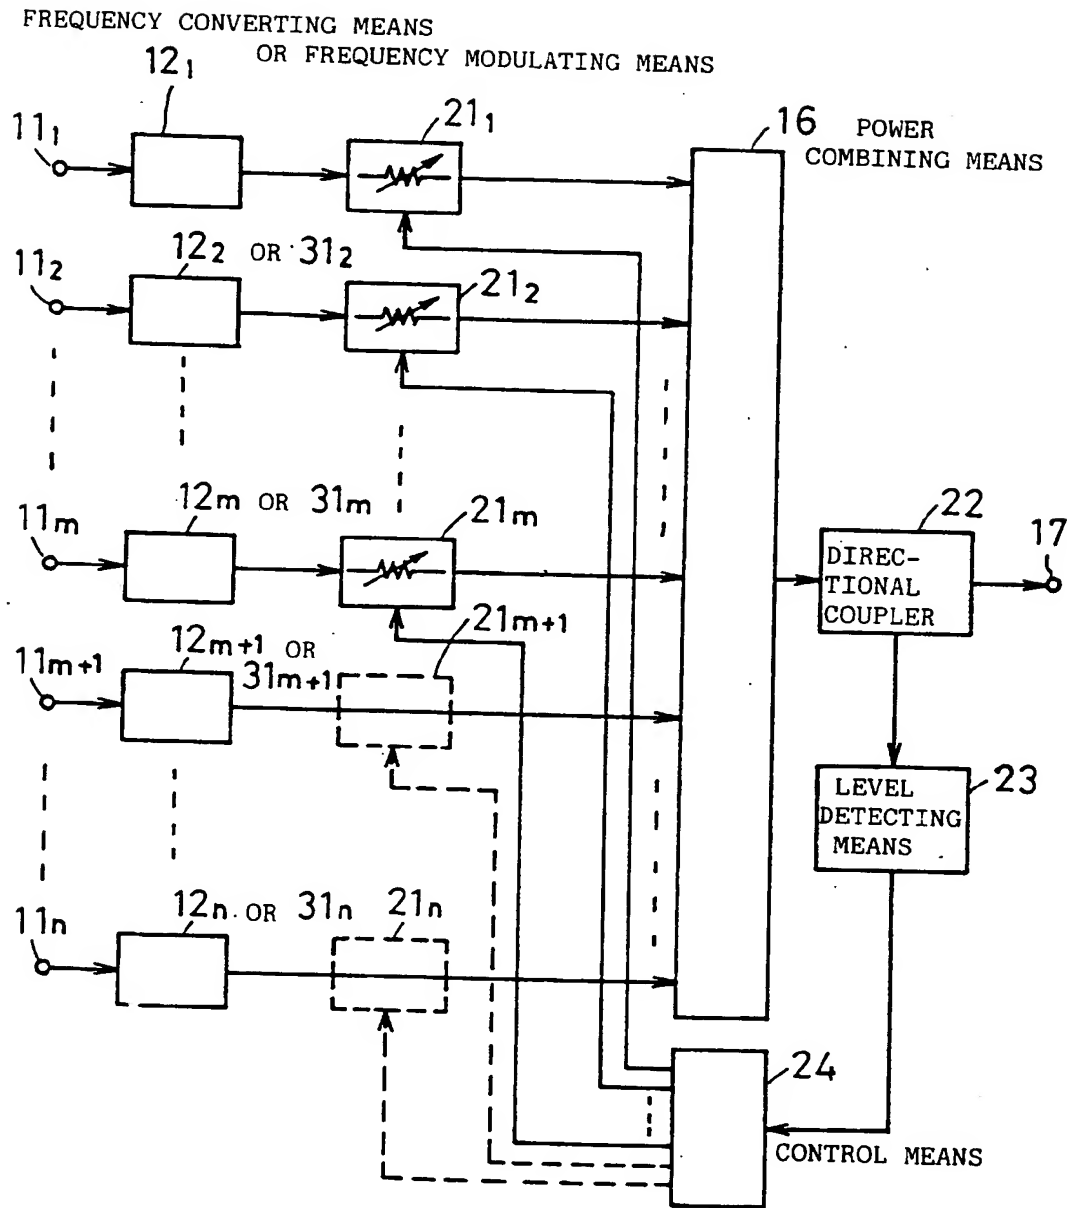 FREQUENCY CONVERTING MEANS
OR FREQUENCY MODULATING MEANS
12₁
11₁
21₁
16 POWER
COMBINING MEANS
12₂ OR 31₂
11₂
21₂
12m OR 31m
11m
21m
22
17
DIREC-
TIONAL
COUPLER
21m+1
12m+1 OR
31m+1
11m+1
LEVEL
DETECTING
MEANS
23
12n OR 31n
21n
11n
24
CONTROL MEANS